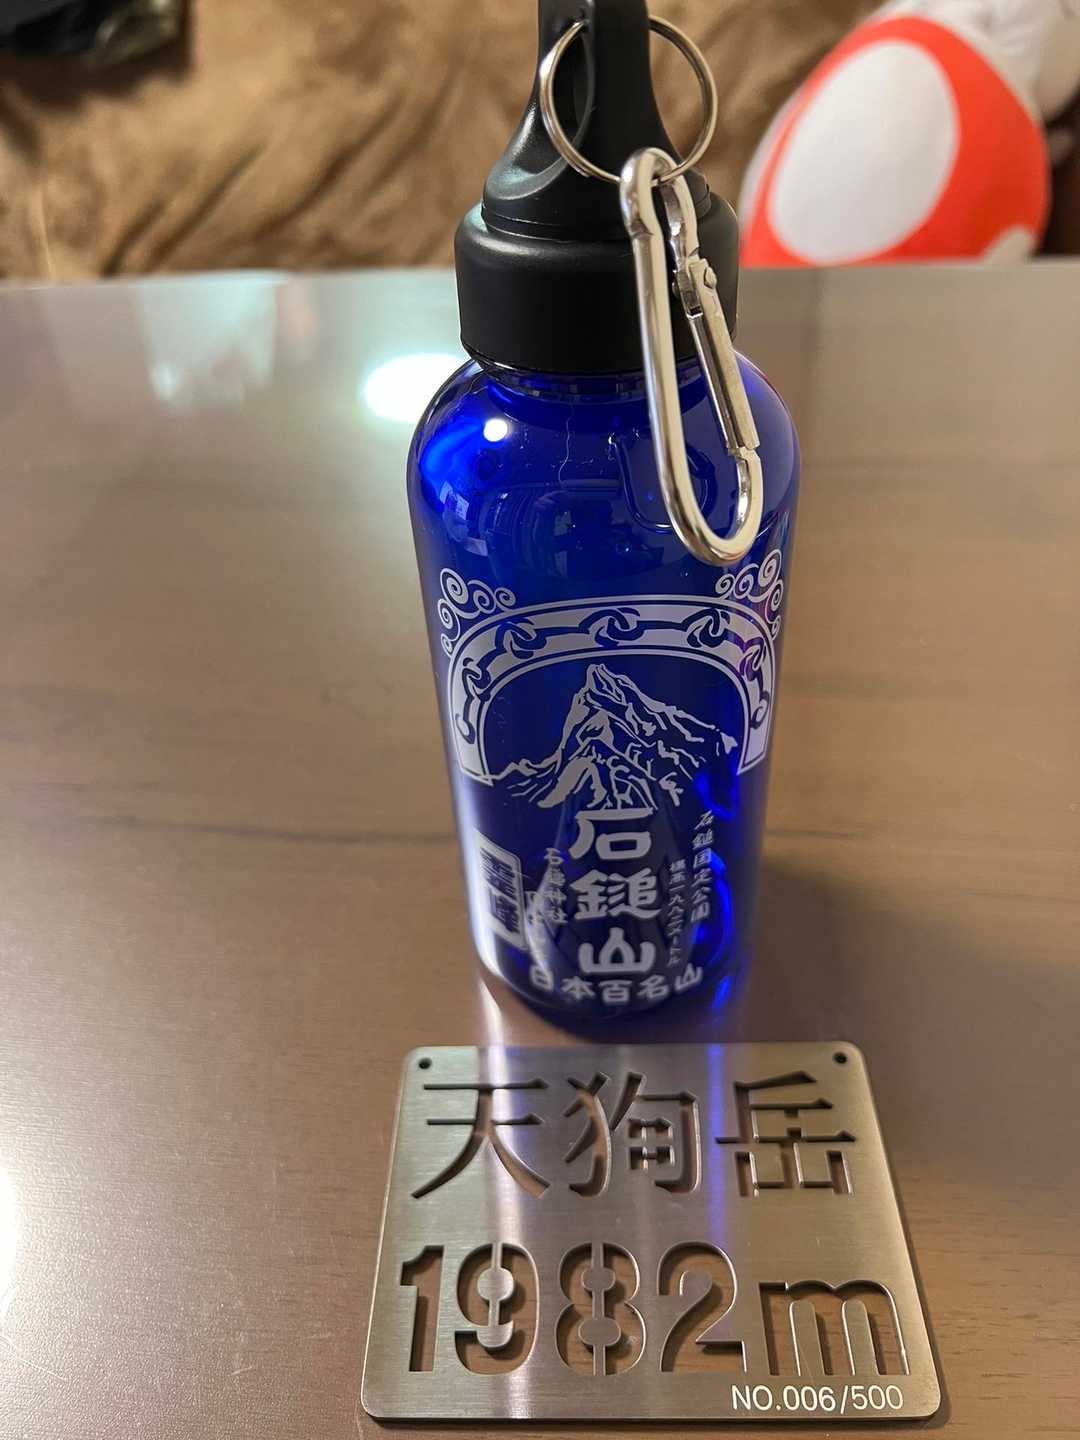 石鎚山
石鎚国定公園
標高一九八二メートル
石鎚神社
日本百名山
天狗岳
1982m
NO.006/500